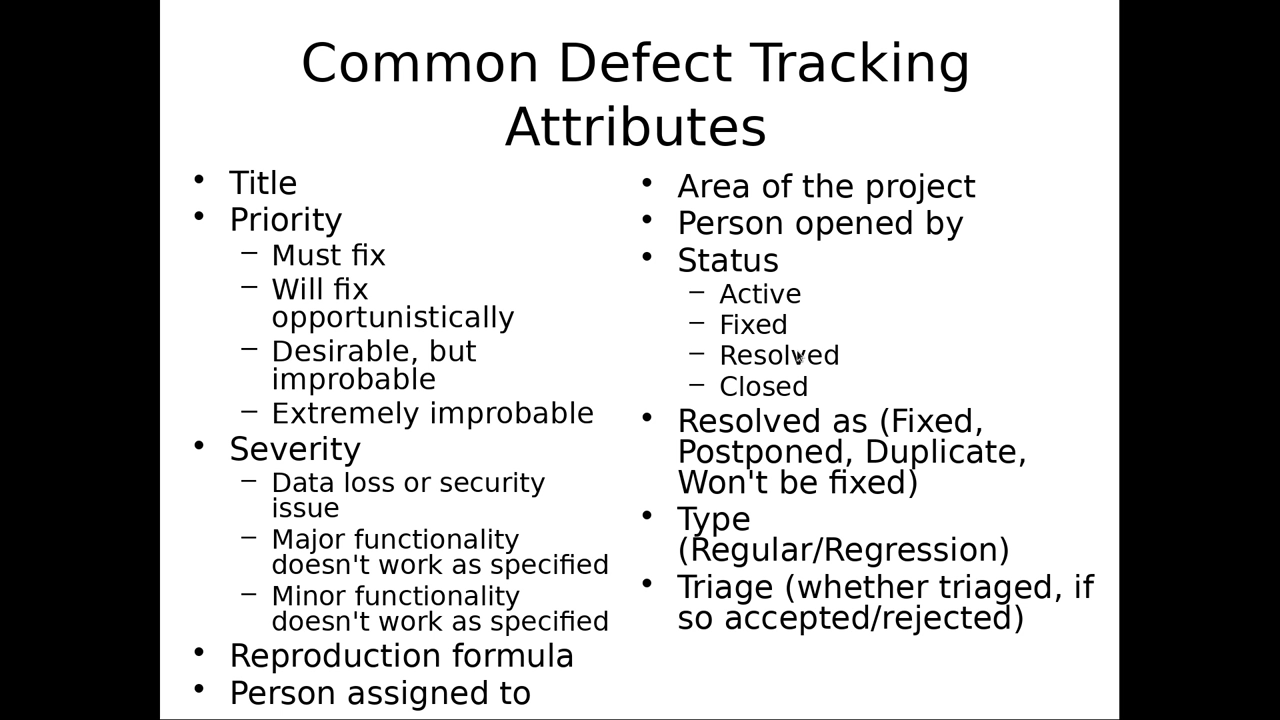 Common Defect Tracking
Attributes
• Title
• Priority
– Must fix
– Will fix
opportunistically
– Desirable, but
improbable
– Extremely improbable
• Severity
– Data loss or security
issue
– Major functionality
doesn't work as specified
– Minor functionality
doesn't work as specified
• Reproduction formula
• Person assigned to
• Area of the project
• Person opened by
• Status
– Active
– Fixed
– Resolved
– Closed
• Resolved as (Fixed,
Postponed, Duplicate,
Won't be fixed)
• Type
(Regular/Regression)
• Triage (whether triaged, if
so accepted/rejected)